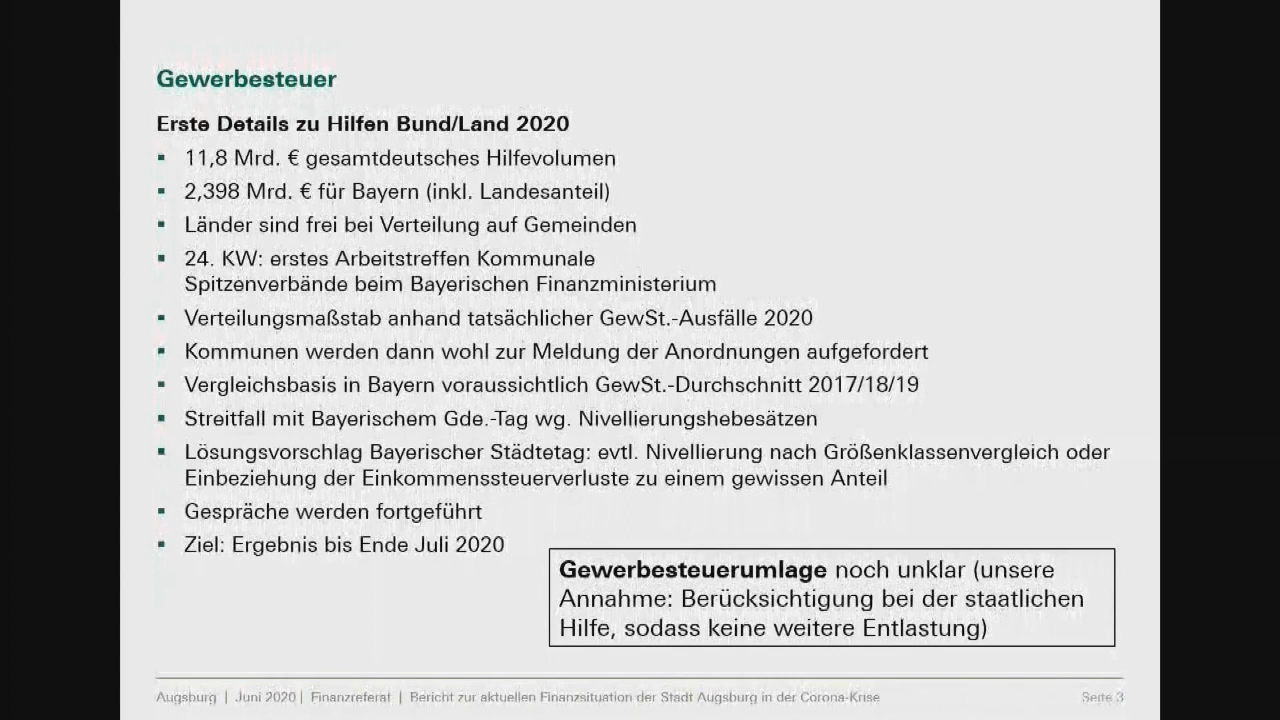 Gewerbesteuer
Erste Details zu Hilfen Bund/Land 2020
▪ 11,8 Mrd. € gesamtdeutsches Hilfevolumen
▪ 2,398 Mrd. € für Bayern (inkl. Landesanteil)
▪ Länder sind frei bei Verteilung auf Gemeinden
▪ 24. KW: erstes Arbeitstreffen Kommunale
Spitzenverbände beim Bayerischen Finanzministerium
▪ Verteilungsmaßstab anhand tatsächlicher GewSt.-Ausfälle 2020
▪ Kommunen werden dann wohl zur Meldung der Anordnungen aufgefordert
▪ Vergleichsbasis in Bayern voraussichtlich GewSt.-Durchschnitt 2017/18/19
▪ Streitfall mit Bayerischem Gde.-Tag wg. Nivellierungshebesätzen
▪ Lösungsvorschlag Bayerischer Städtetag: evtl. Nivellierung nach Größenklassenvergleich oder
Einbeziehung der Einkommenssteuerverluste zu einem gewissen Anteil
▪ Gespräche werden fortgeführt
▪ Ziel: Ergebnis bis Ende Juli 2020
Gewerbesteuerumlage noch unklar (unsere
Annahme: Berücksichtigung bei der staatlichen
Hilfe, sodass keine weitere Entlastung)
Augsburg | Juni 2020 | Finanzreferat | Bericht zur aktuellen Finanzsituation der Stadt Augsburg in der Corona-Krise
Seite 3